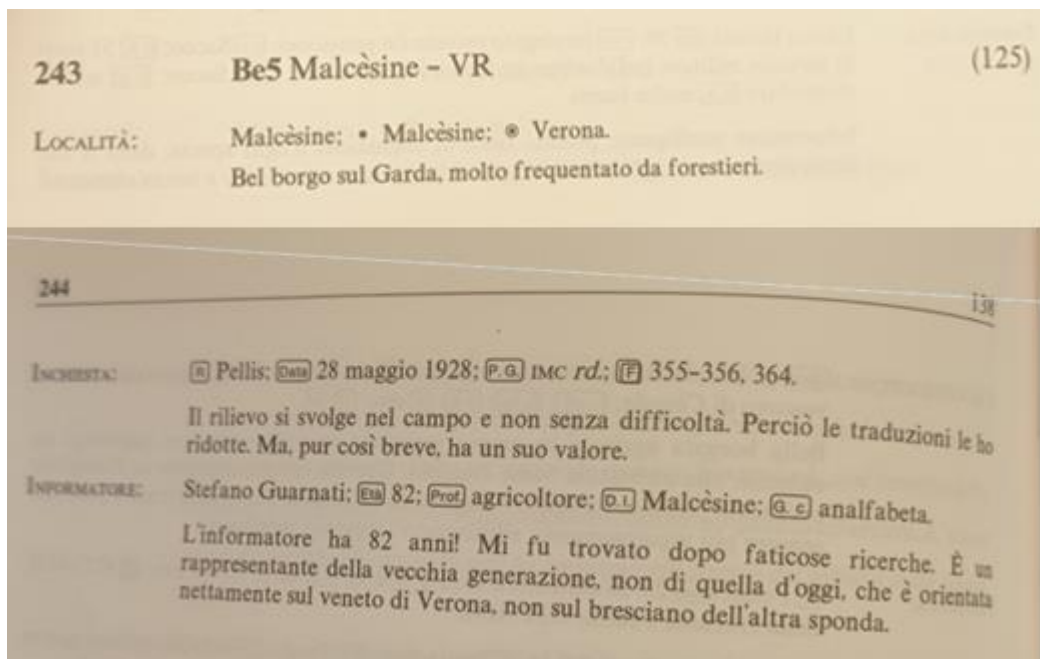 243 Be5 Malcèsine – VR (125)
LOCALITÀ: Malcèsine; • Malcèsine; ⦿ Verona.
Bel borgo sul Garda, molto frequentato da forestieri.
244 138
INCHIESTA: R Pellis; Data 28 maggio 1928; P.G. IMC rd.; F 355–356, 364.
Il rilievo si svolge nel campo e non senza difficoltà. Perciò le traduzioni le ho
ridotte. Ma, pur così breve, ha un suo valore.
INFORMATORE: Stefano Guarnati; Età 82; Prof. agricoltore; D.I. Malcèsine; G.c analfabeta.
L'informatore ha 82 anni! Mi fu trovato dopo faticose ricerche. È un
rappresentante della vecchia generazione, non di quella d'oggi, che è orientata
nettamente sul veneto di Verona, non sul bresciano dell'altra sponda.